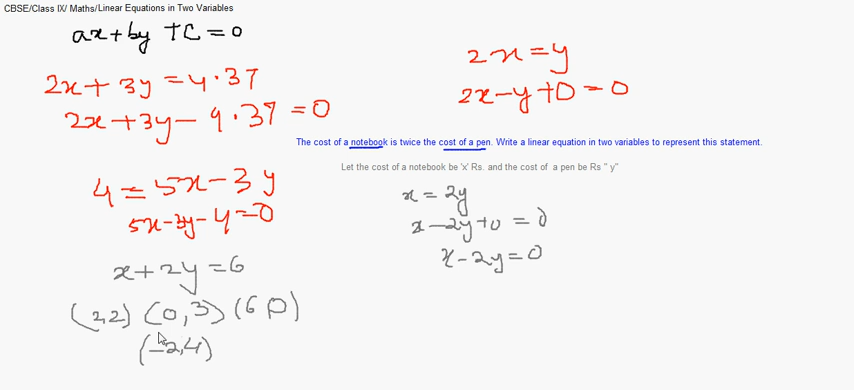 CBSE/Class IX/ Maths/Linear Equations in Two Variables
ax+by+c=0
2x+3y=4.37
2x+3y-4.37=0
2x=y
2x-y+0=0
The cost of a notebook is twice the cost of a pen. Write a linear equation in two variables to represent this statement.
Let the cost of a notebook be 'x' Rs. and the cost of a pen be Rs " y"
4=5x-3y
5x-3y-4=0
x=2y
x-2y+0=0
x-2y=0
x+2y=6
(2,2) (0,3) (6 0)
(-2,4)